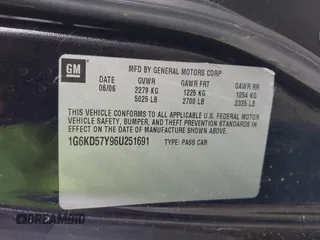 GM
MFD BY GENERAL MOTORS CORP
06/06 GVWR GAWR FRT GAWR RR
2279 KG 1225 KG 1054 KG
5025 LB 2700 LB 2325 LB
THIS VEHICLE CONFORMS TO ALL APPLICABLE U.S. FEDERAL MOTOR
VEHICLE SAFETY, BUMPER, AND THEFT PREVENTION STANDARDS IN
EFFECT ON THE DATE OF MANUFACTURE SHOWN ABOVE.
1G6KD57Y96U251691 TYPE: PASS CAR
DREAMBID